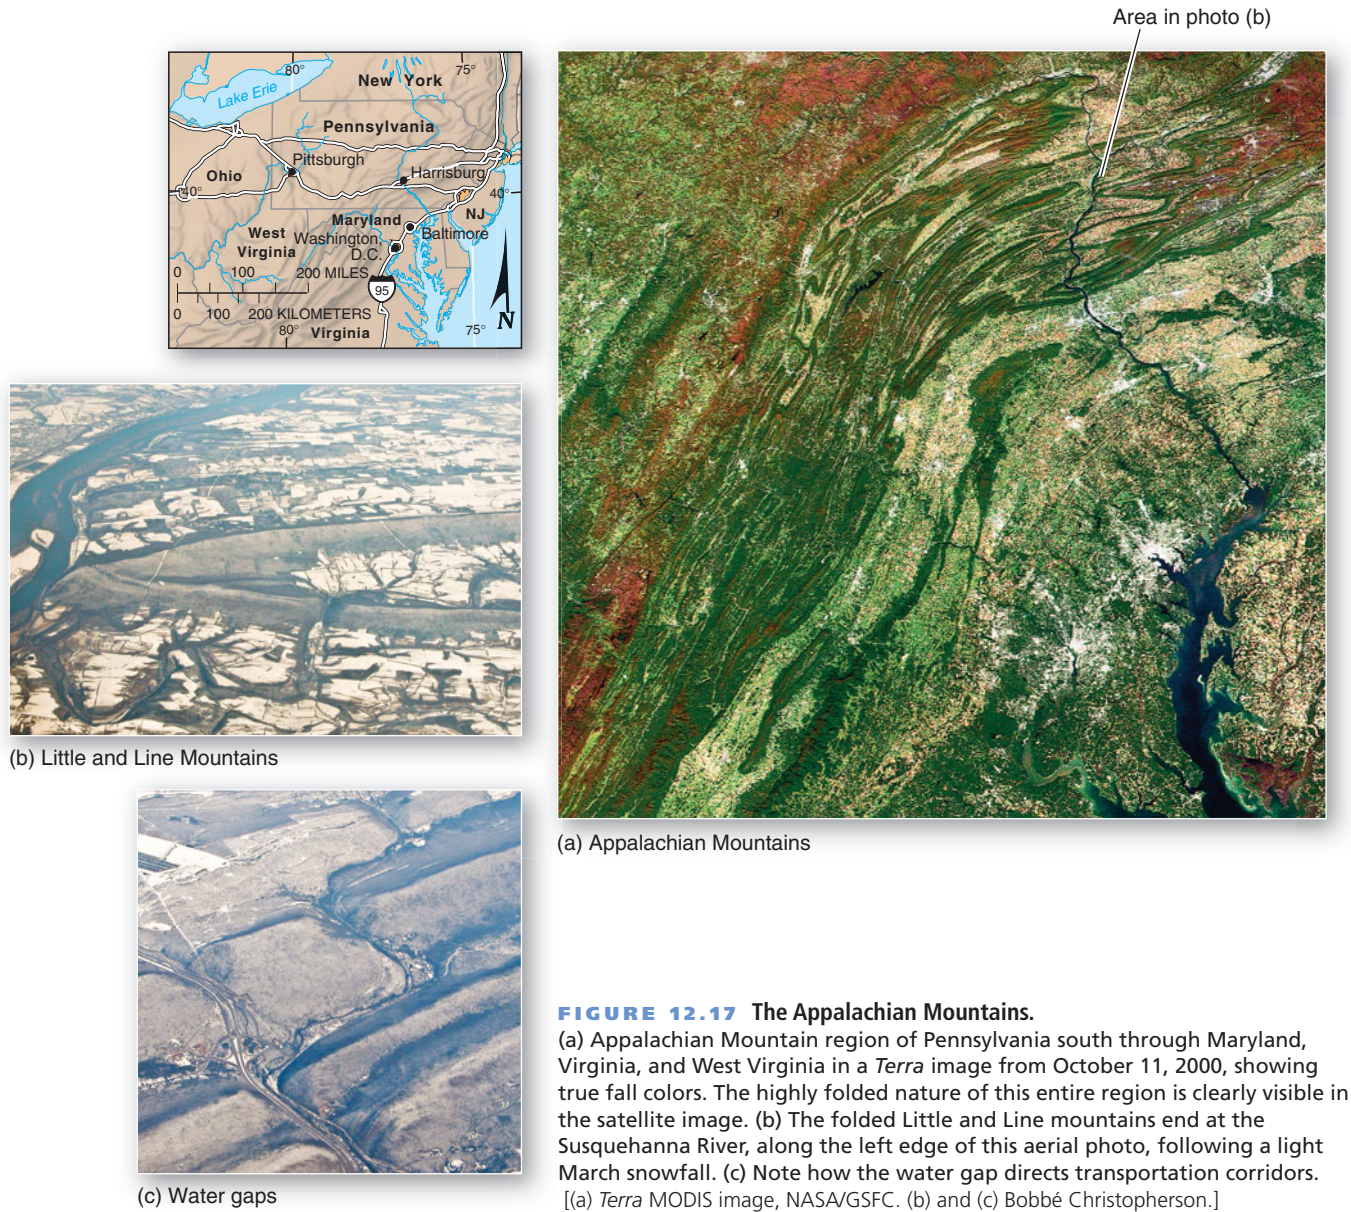 Area in photo (b)
80°
75°
New York
Lake Erie
Pennsylvania
Pittsburgh
Harrisburg
Ohio
40°
40°
NJ
Maryland
Baltimore
West
Virginia
Washington,
D.C.
0 100 200 MILES
95
0 100 200 KILOMETERS
N
80°
Virginia
75°
(b) Little and Line Mountains
(a) Appalachian Mountains
(c) Water gaps
FIGURE 12.17 The Appalachian Mountains.
(a) Appalachian Mountain region of Pennsylvania south through Maryland,
Virginia, and West Virginia in a Terra image from October 11, 2000, showing
true fall colors. The highly folded nature of this entire region is clearly visible in
the satellite image. (b) The folded Little and Line mountains end at the
Susquehanna River, along the left edge of this aerial photo, following a light
March snowfall. (c) Note how the water gap directs transportation corridors.
[(a) Terra MODIS image, NASA/GSFC. (b) and (c) Bobbé Christopherson.]